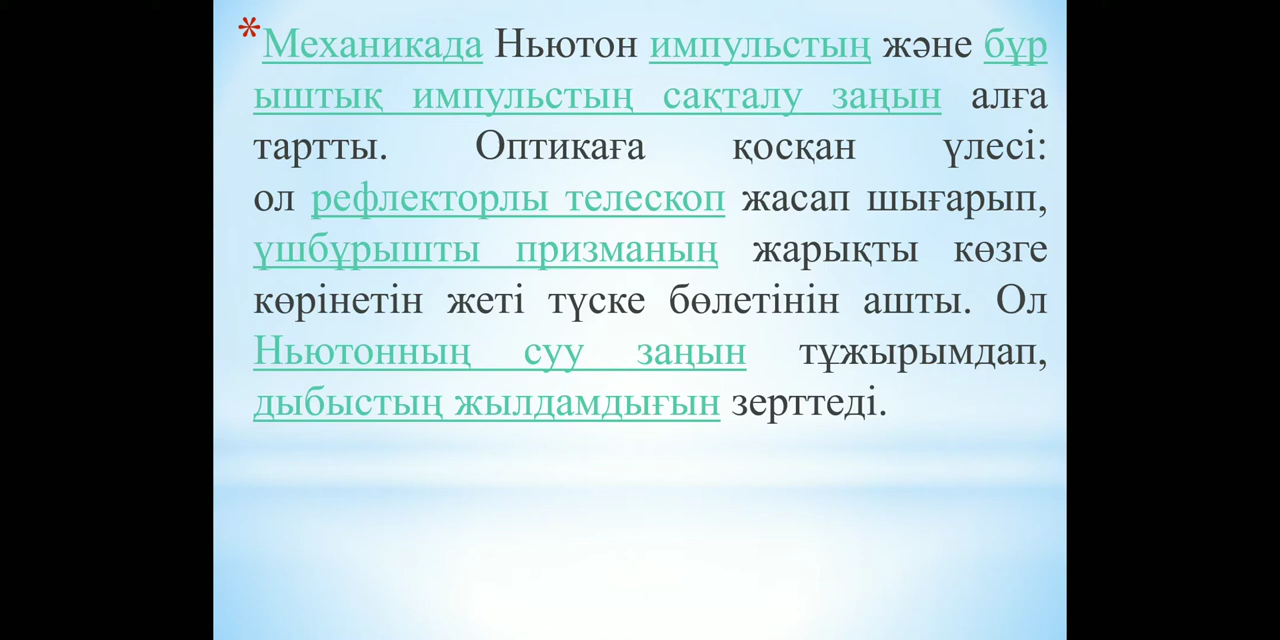 *Механикада Ньютон импульстың және бұр
ыштық импульстың сақталу заңын алға
тартты. Оптикаға қосқан үлесі:
ол рефлекторлы телескоп жасап шығарып,
үшбұрышты призманың жарықты көзге
көрінетін жеті түске бөлетінін ашты. Ол
Ньютонның суу заңын тұжырымдап,
дыбыстың жылдамдығын зерттеді.